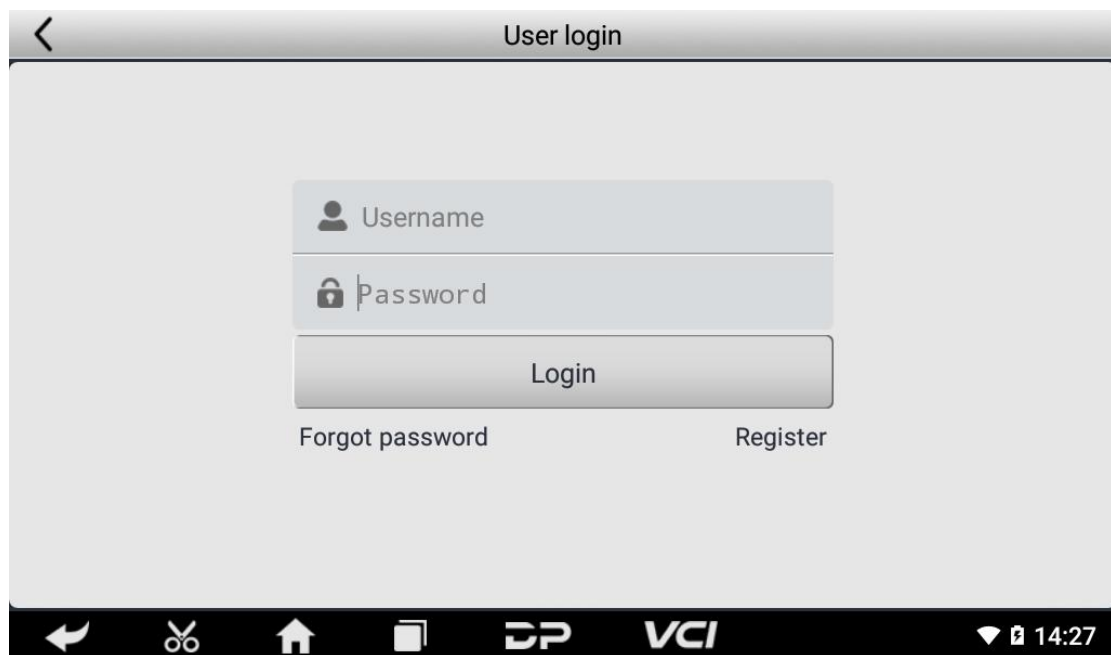 User login
Username
Password
Login
Forgot password Register
DP VCI 14:27